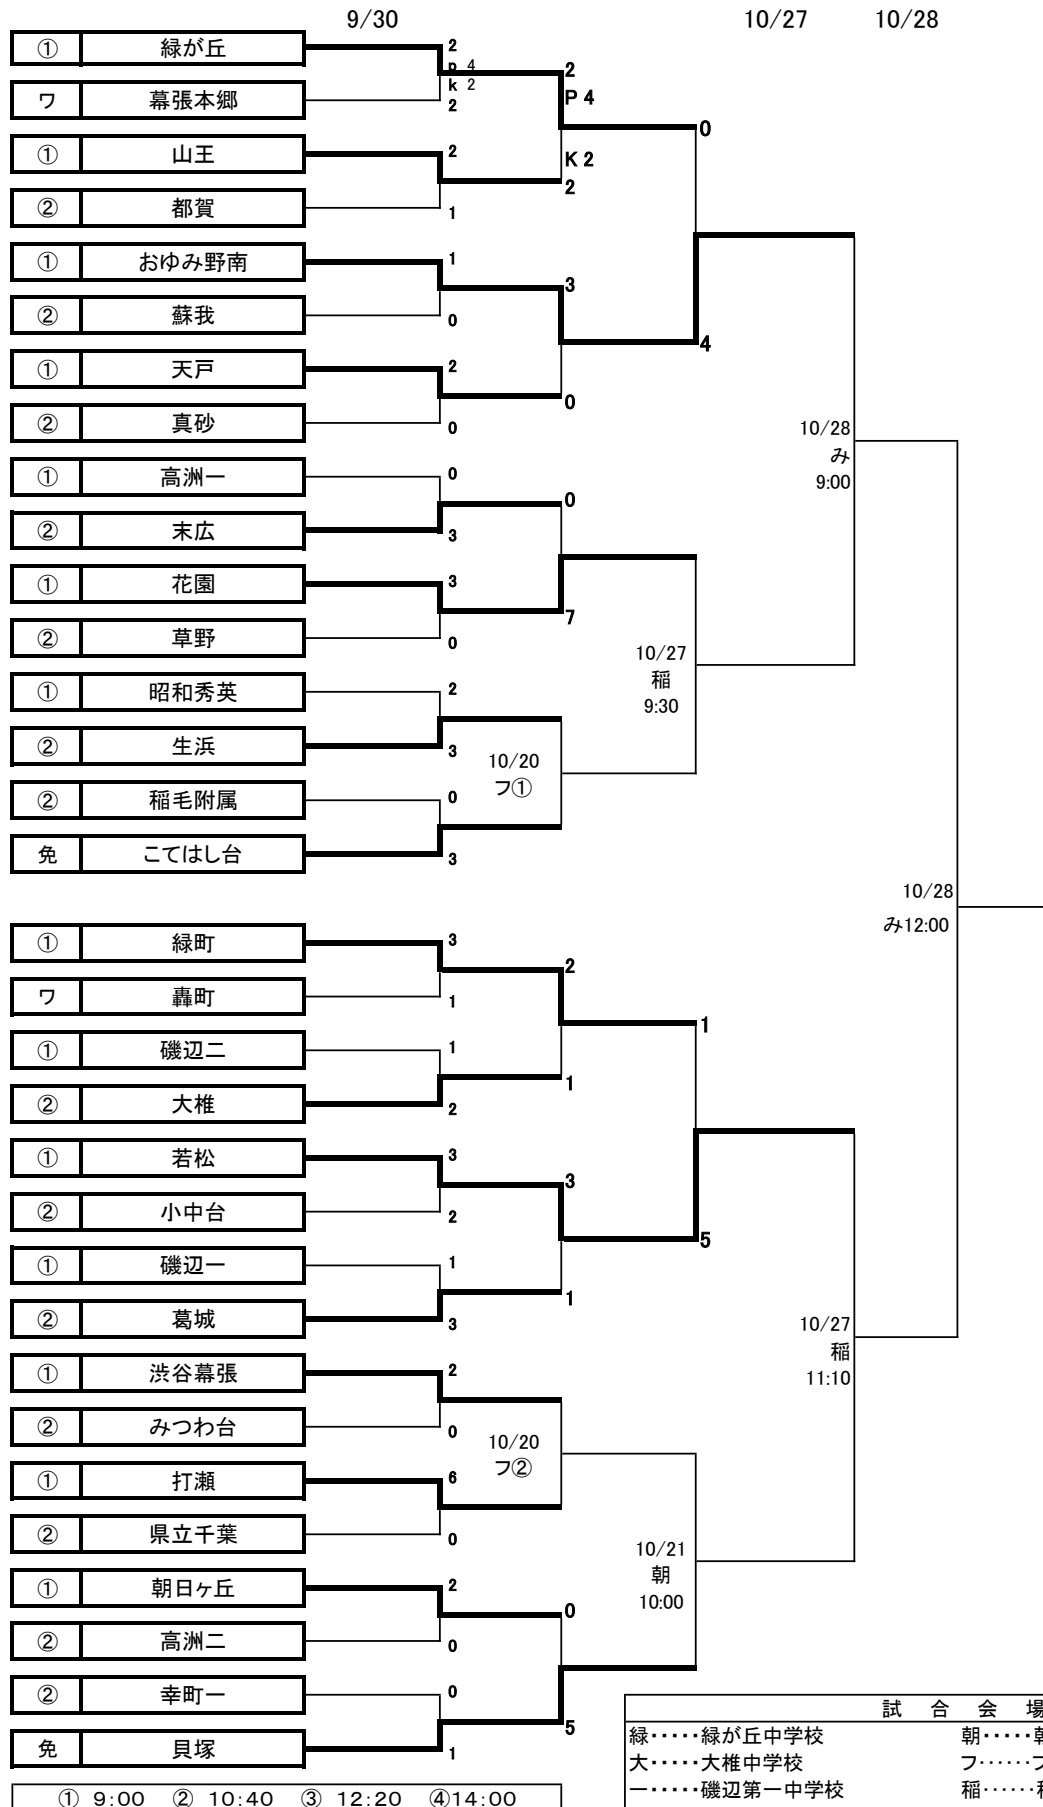 9/30 10/27 10/28
① 緑が丘 2
p 4
k 2
2
P 4
ワ 幕張本郷 2
0
① 山王 2
K 2
2
② 都賀 1
① おゆみ野南 1
3
② 蘇我 0
4
① 天戸 2
0
② 真砂 0
10/28
み
9:00
① 高洲一 0
0
② 末広 3
① 花園 3
7
② 草野 0
10/27
稲
9:30
① 昭和秀英 2
② 生浜 3
10/20
フ①
② 稲毛附属 0
免 こてはし台 3
10/28
み12:00
① 緑町 3
2
ワ 轟町 1
1
① 磯辺二 1
1
② 大椎 2
① 若松 3
3
② 小中台 2
5
① 磯辺一 1
1
② 葛城 3
10/27
稲
11:10
① 渋谷幕張 2
② みつわ台 0
10/20
フ②
① 打瀬 6
② 県立千葉 0
10/21
朝
10:00
① 朝日ヶ丘 2
0
② 高洲二 0
② 幸町一 0
5
免 貝塚 1
試 合 会 場
緑・・・・・緑が丘中学校 朝・・・・・朝
大・・・・・大椎中学校 フ・・・・・・フ
一・・・・・磯辺第一中学校 稲・・・・・・稲
① 9:00 ② 10:40 ③ 12:20 ④14:00